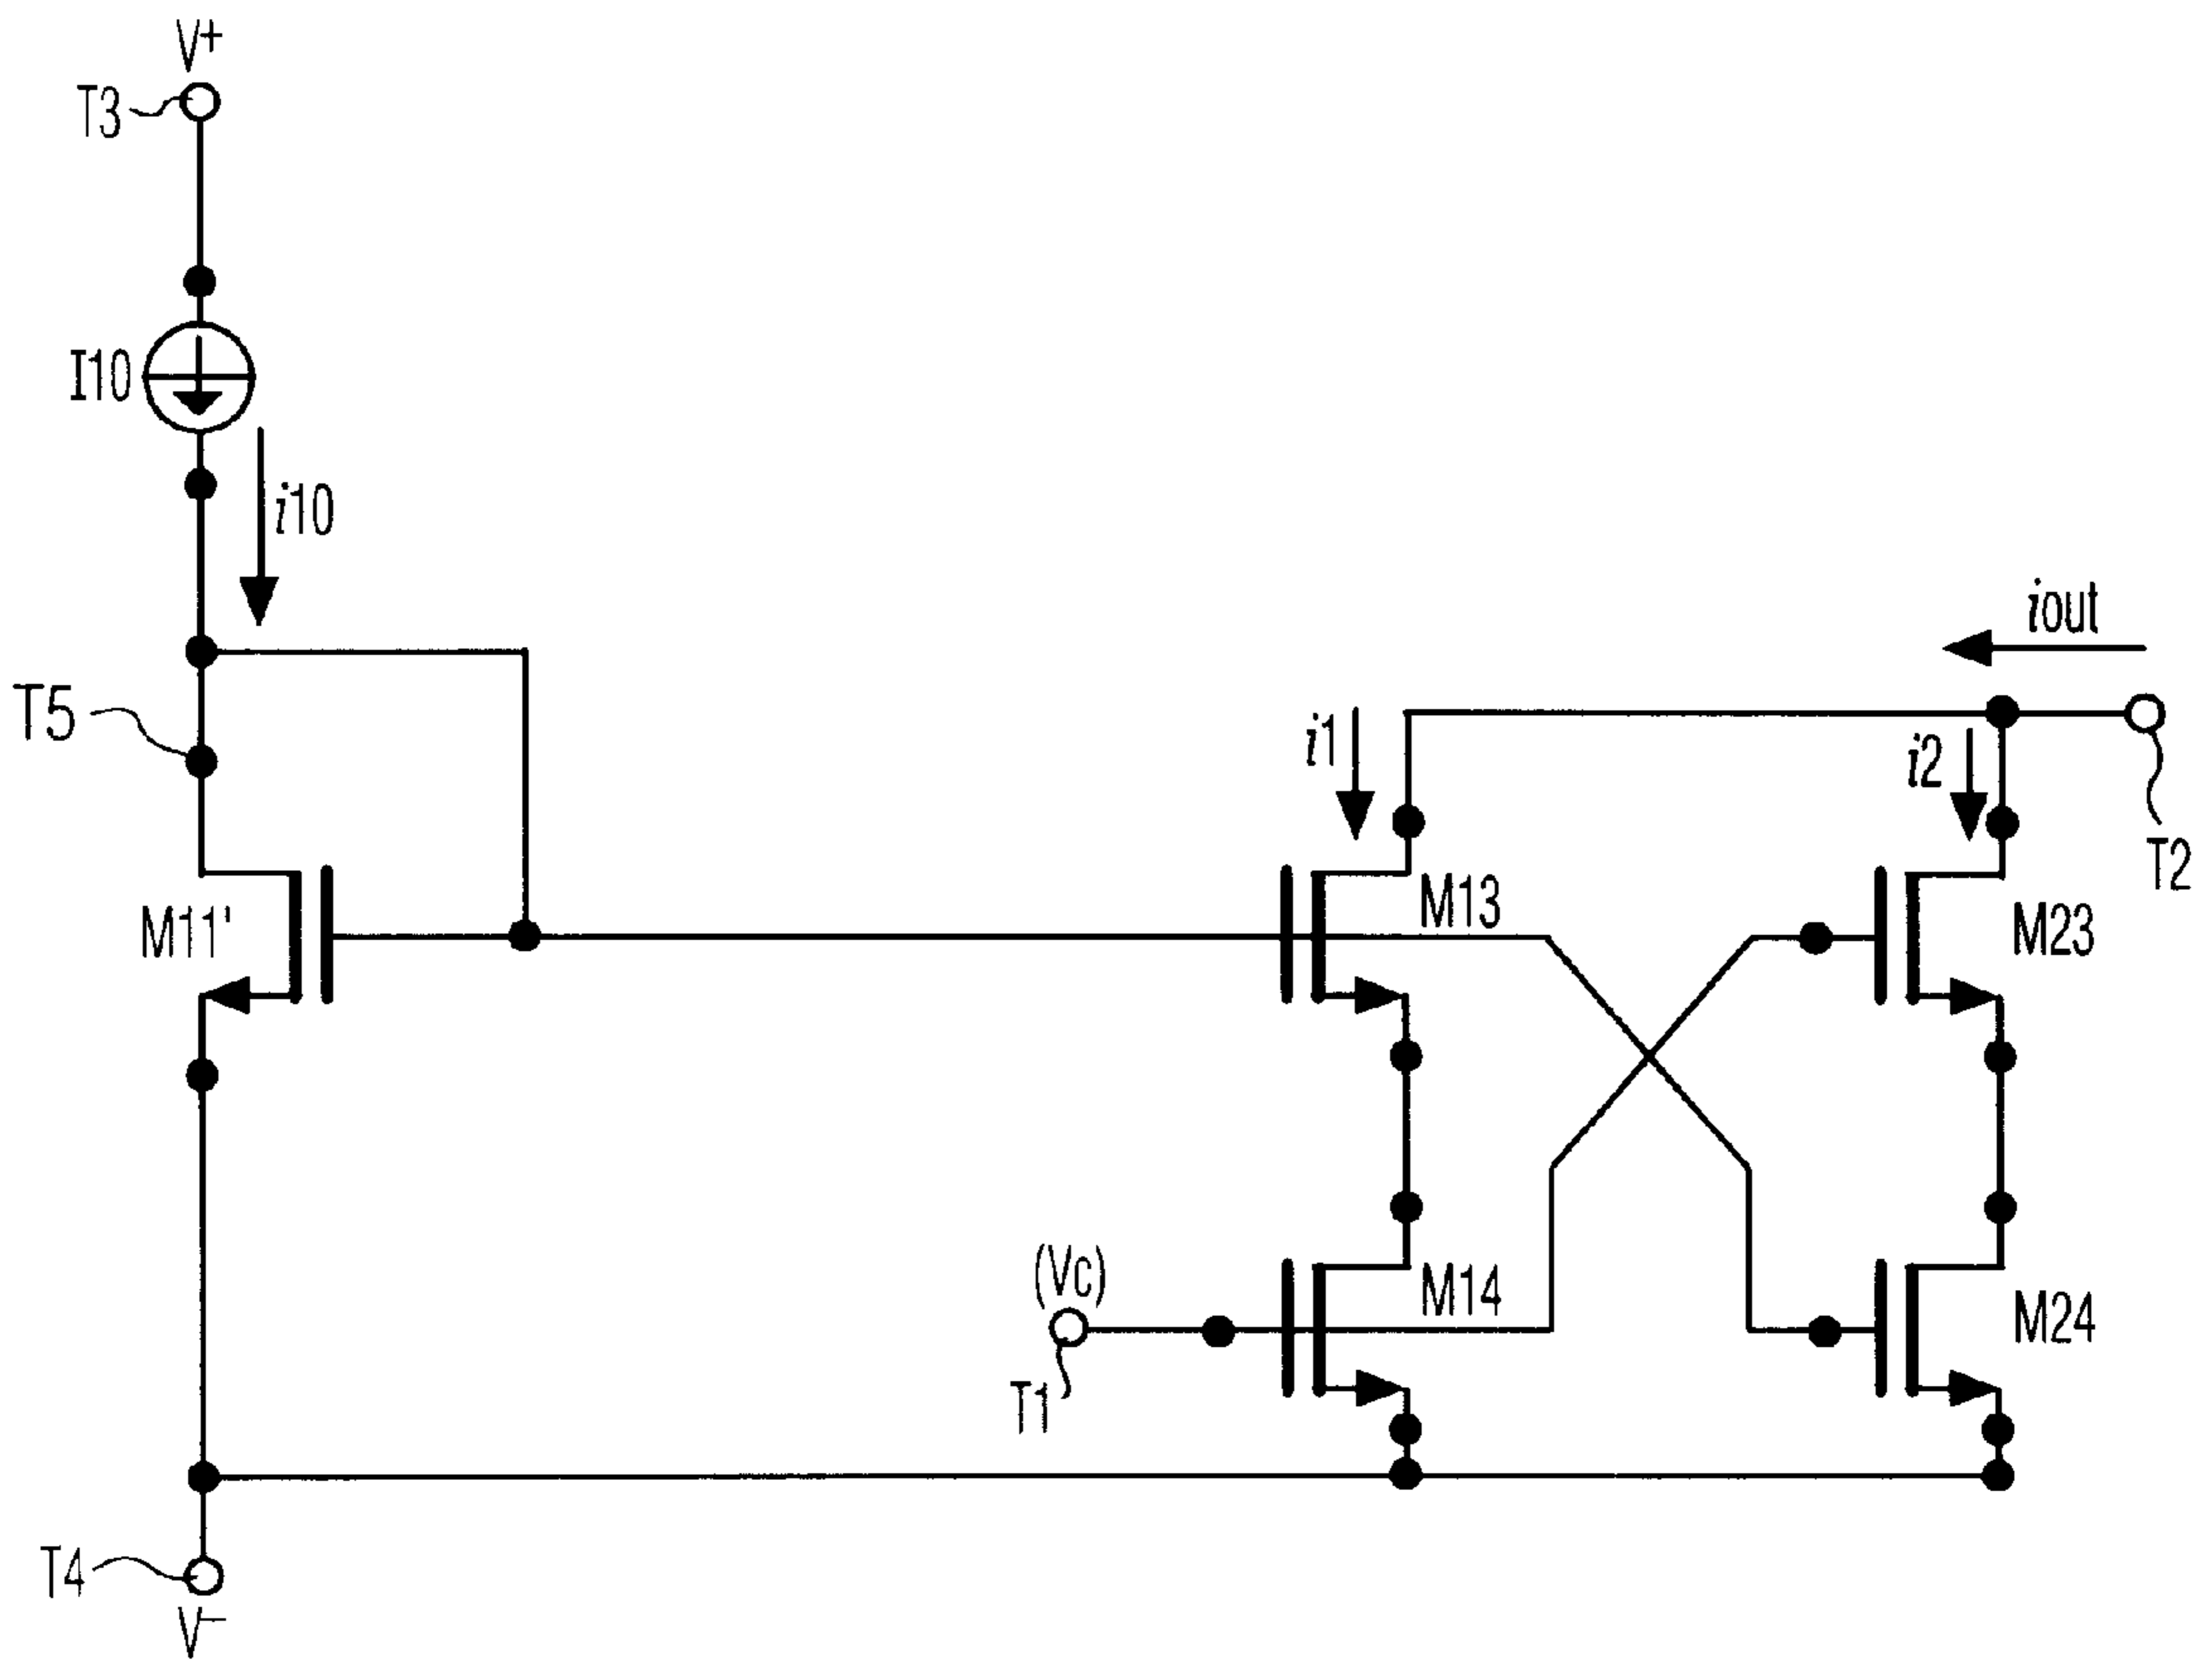 V+
T3
I10
i10
iout
T5
i1
i2
T2
M11'
M13
M23
(Vc)
M14
M24
T1
T4
V−